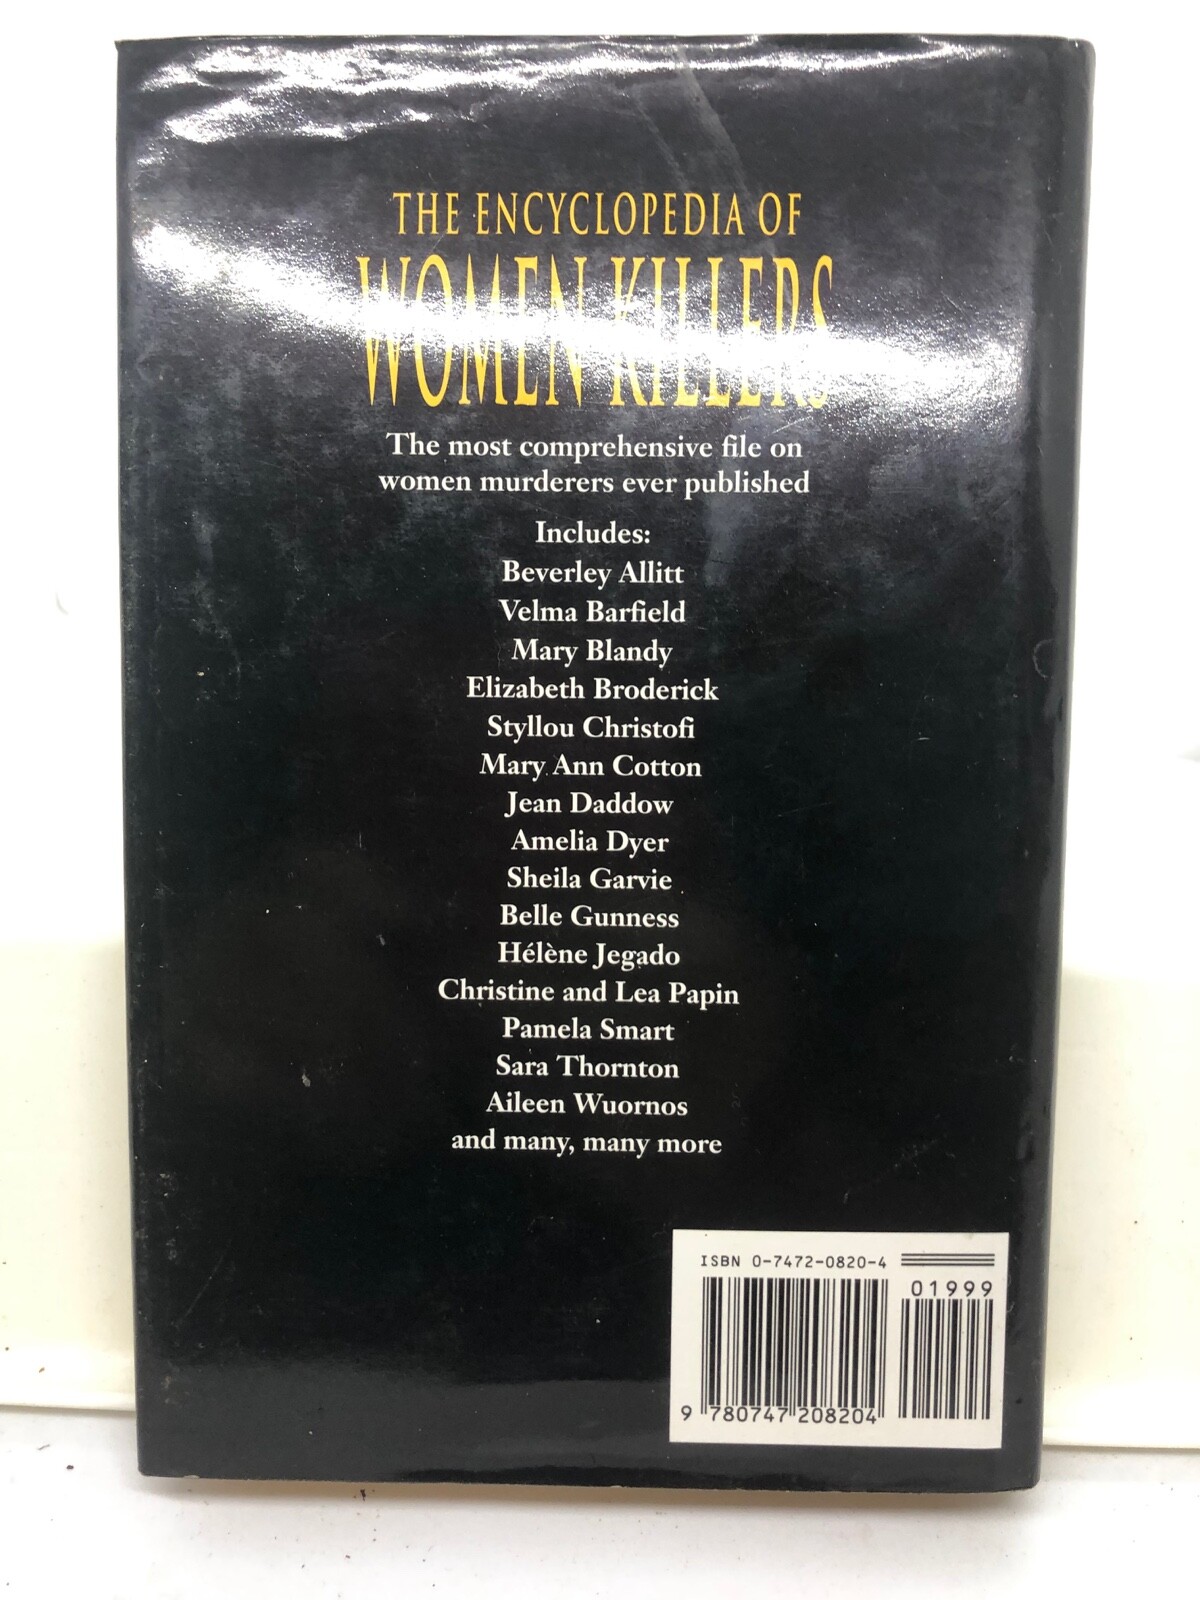 THE ENCYCLOPEDIA OF
WOMEN KILLERS
The most comprehensive file on
women murderers ever published
Includes:
Beverley Allitt
Velma Barfield
Mary Blandy
Elizabeth Broderick
Styllou Christofi
Mary Ann Cotton
Jean Daddow
Amelia Dyer
Sheila Garvie
Belle Gunness
Hélène Jegado
Christine and Lea Papin
Pamela Smart
Sara Thornton
Aileen Wuornos
and many, many more
ISBN 0-7472-0820-4
01999
9 780747 208204